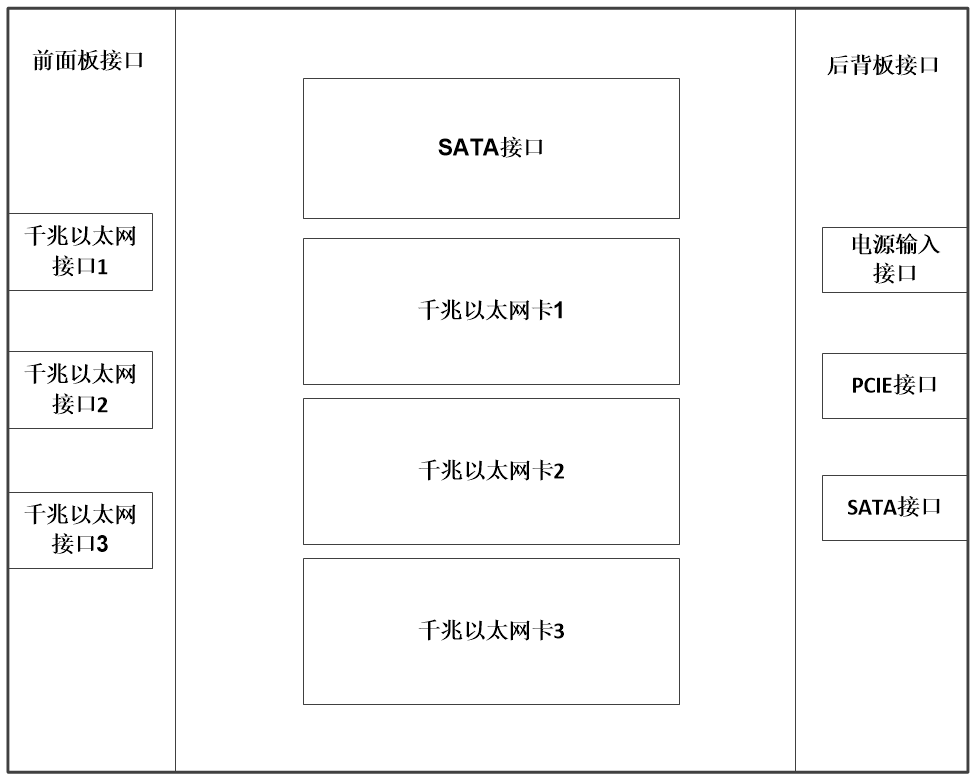 前面板接口
千兆以太网
接口1
千兆以太网
接口2
千兆以太网
接口3
SATA接口
千兆以太网卡1
千兆以太网卡2
千兆以太网卡3
后背板接口
电源输入
接口
PCIE接口
SATA接口